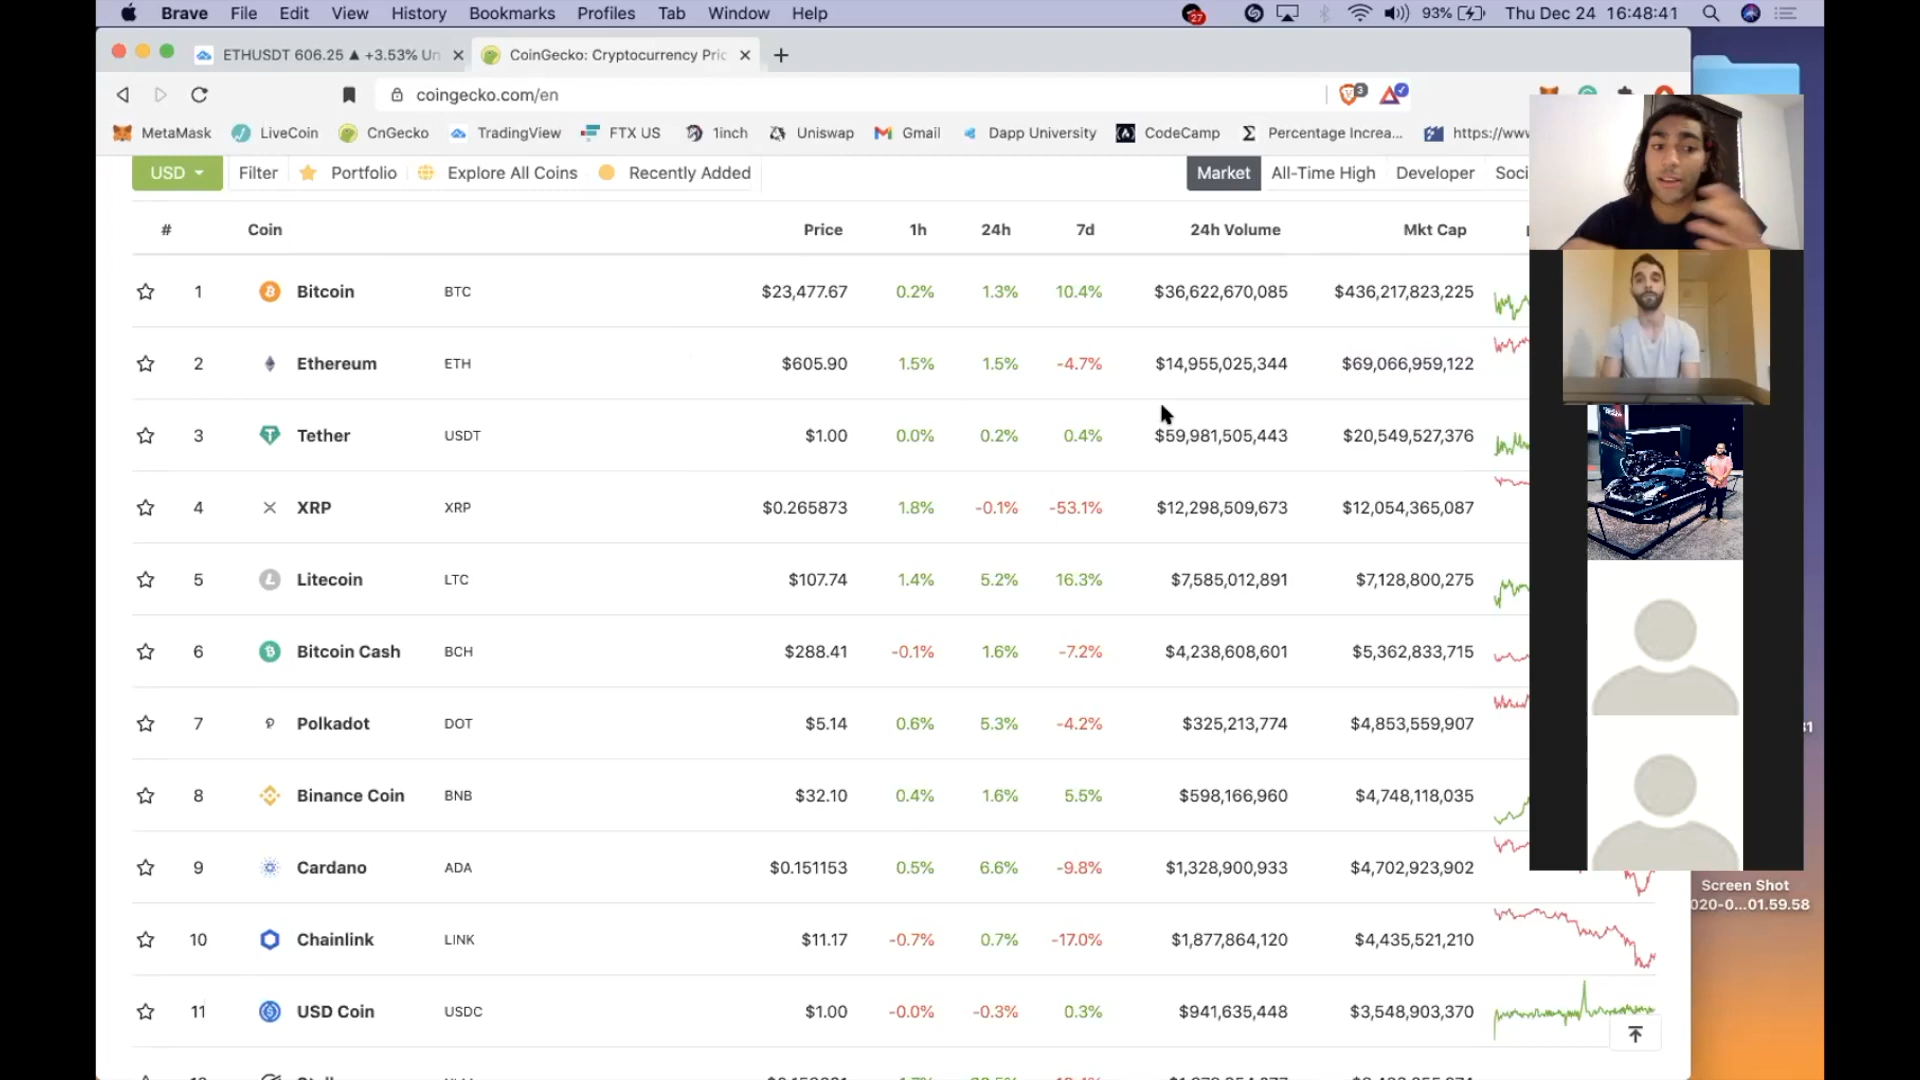 Brave File Edit View History Bookmarks Profiles Tab Window Help 27 93% Thu Dec 24 16:48:41
ETHUSDT 606.25 ▲ +3.53% Un CoinGecko: Cryptocurrency Pric
coingecko.com/en 3
MetaMask LiveCoin CnGecko TradingView FTX US 1inch Uniswap Gmail Dapp University CodeCamp Percentage Increa... https://www
USD Filter Portfolio Explore All Coins Recently Added Market All-Time High Developer Soci
# Coin Price 1h 24h 7d 24h Volume Mkt Cap
1 Bitcoin BTC $23,477.67 0.2% 1.3% 10.4% $36,622,670,085 $436,217,823,225
2 Ethereum ETH $605.90 1.5% 1.5% -4.7% $14,955,025,344 $69,066,959,122
3 Tether USDT $1.00 0.0% 0.2% 0.4% $59,981,505,443 $20,549,527,376
4 XRP XRP $0.265873 1.8% -0.1% -53.1% $12,298,509,673 $12,054,365,087
5 Litecoin LTC $107.74 1.4% 5.2% 16.3% $7,585,012,891 $7,128,800,275
6 Bitcoin Cash BCH $288.41 -0.1% 1.6% -7.2% $4,238,608,601 $5,362,833,715
7 Polkadot DOT $5.14 0.6% 5.3% -4.2% $325,213,774 $4,853,559,907
8 Binance Coin BNB $32.10 0.4% 1.6% 5.5% $598,166,960 $4,748,118,035
9 Cardano ADA $0.151153 0.5% 6.6% -9.8% $1,328,900,933 $4,702,923,902
Screen Shot
020-0...01.59.58
10 Chainlink LINK $11.17 -0.7% 0.7% -17.0% $1,877,864,120 $4,435,521,210
11 USD Coin USDC $1.00 -0.0% -0.3% 0.3% $941,635,448 $3,548,903,370